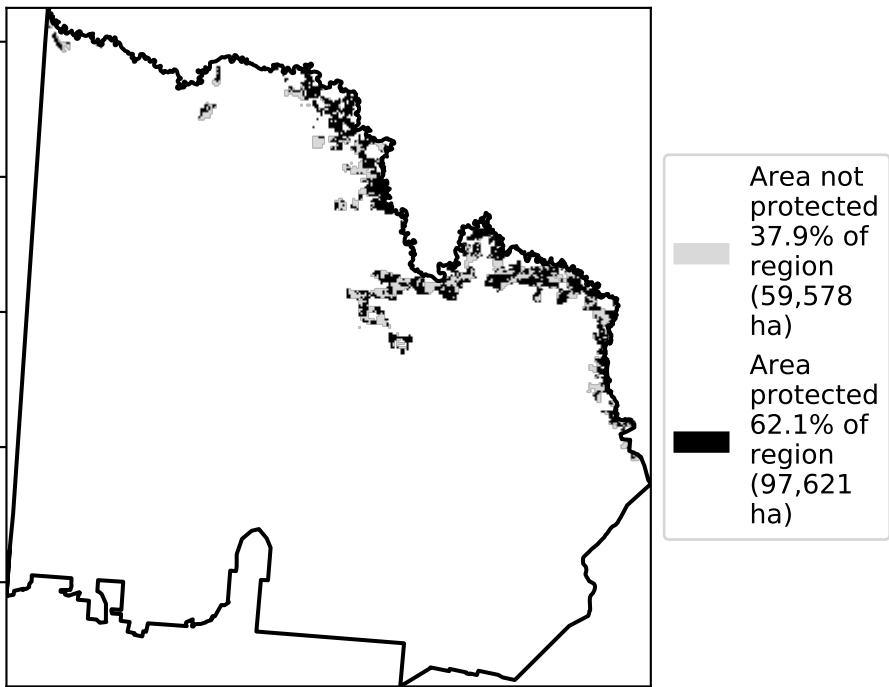 Area not
protected
37.9% of
region
(59,578
ha)
Area
protected
62.1% of
region
(97,621
ha)